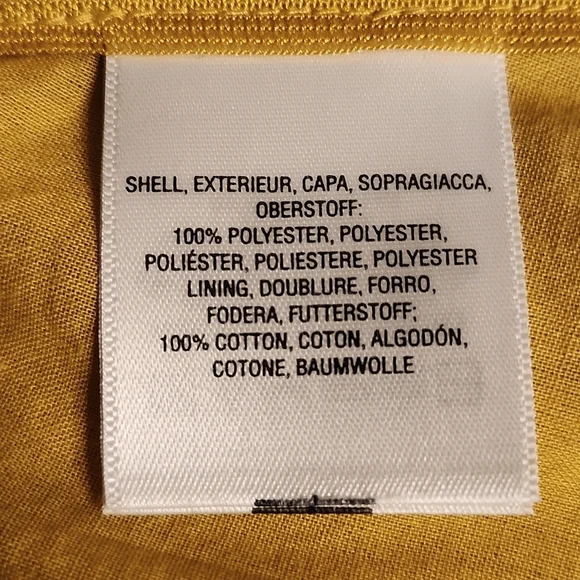 SHELL, EXTERIEUR, CAPA, SOPRAGIACCA,
OBERSTOFF:
100% POLYESTER, POLYESTER,
POLIÉSTER, POLIESTERE, POLYESTER
LINING, DOUBLURE, FORRO,
FODERA, FUTTERSTOFF;
100% COTTON, COTON, ALGODÓN,
COTONE, BAUMWOLLE